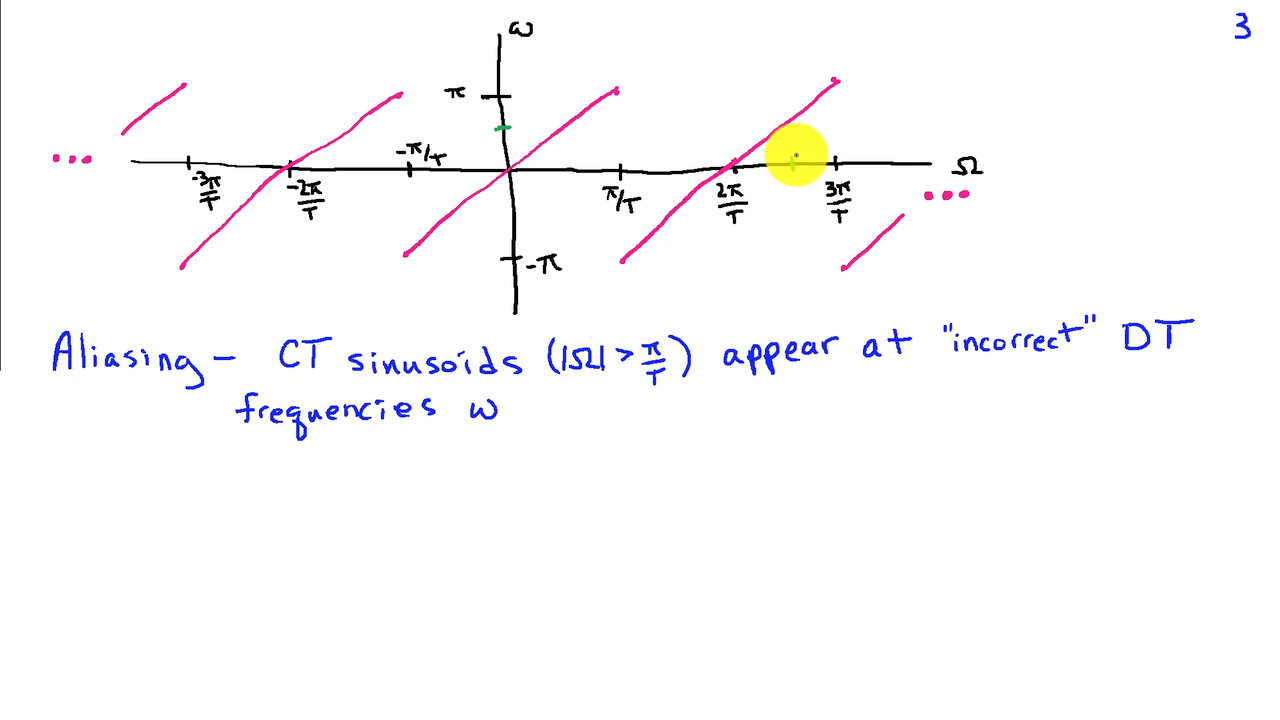 3
ω
π
-π/T
Ω
-3π/T
-2π/T
π/T
2π/T
3π/T
...
...
-π
Aliasing - CT sinusoids (|Ω| > π/T) appear at "incorrect" DT
frequencies ω